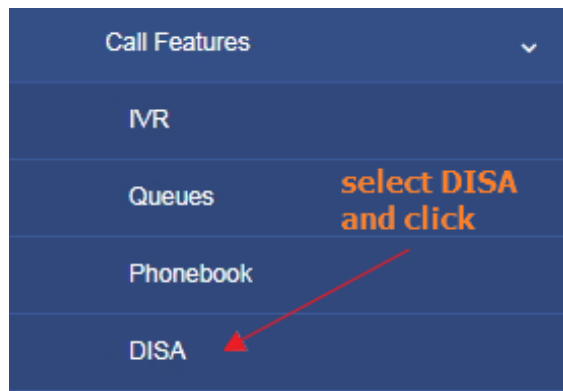 Call Features
IVR
Queues
select DISA
and click
Phonebook
DISA